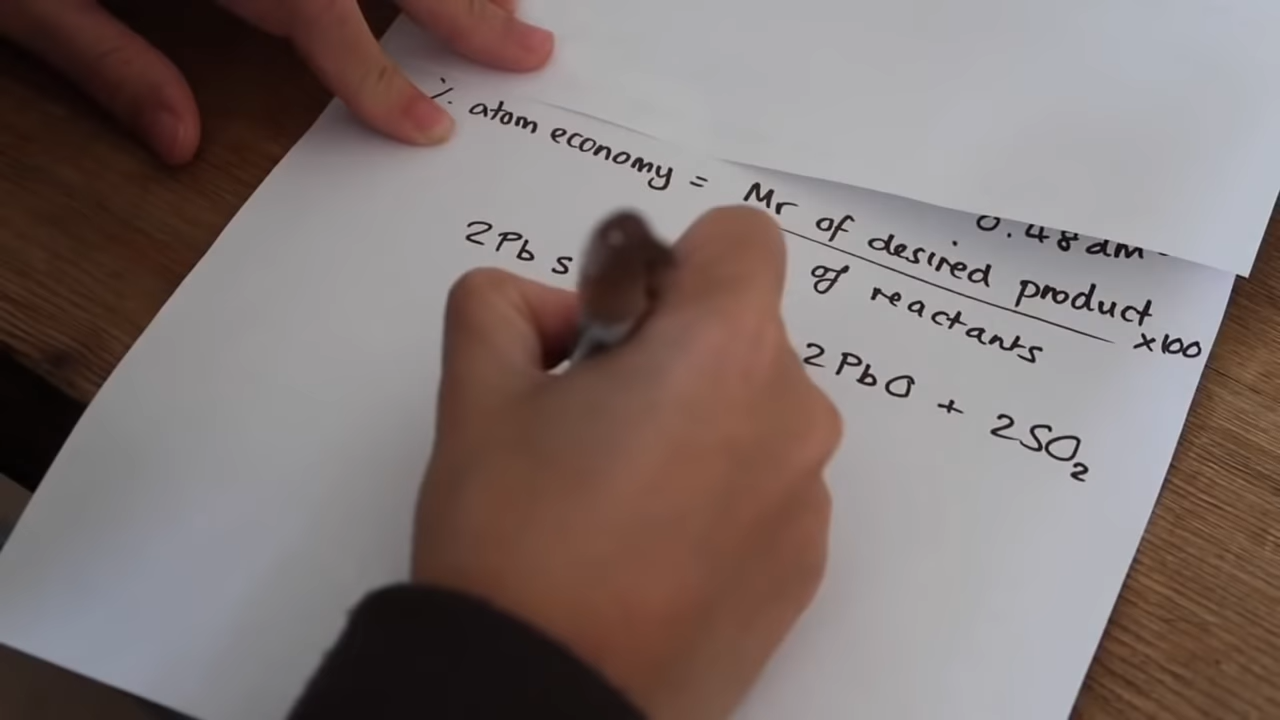 0.48 dm
% atom economy = Mr of desired product
of reactants
×100
2Pb s
2PbO + 2SO₂